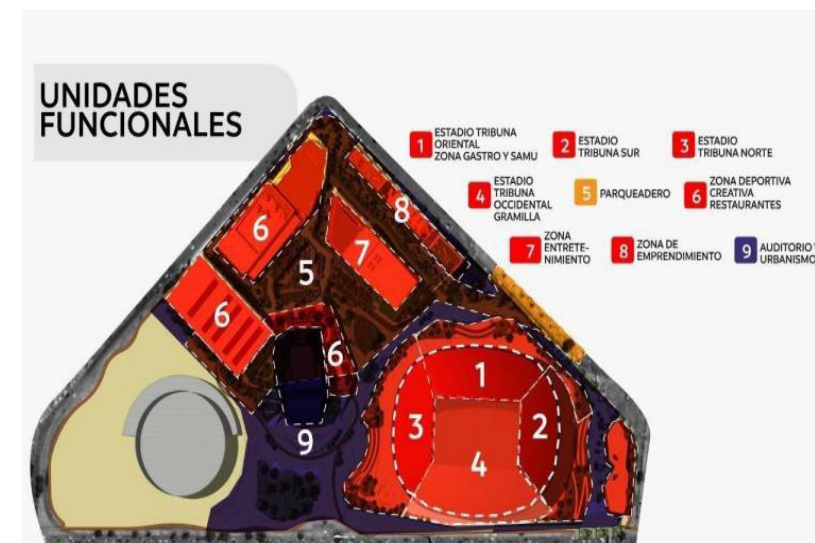 UNIDADES
FUNCIONALES
1 ESTADIO TRIBUNA
ORIENTAL
ZONA GASTRO Y SAMU
2 ESTADIO
TRIBUNA SUR
3 ESTADIO
TRIBUNA NORTE
4 ESTADIO
TRIBUNA
OCCIDENTAL
GRAMILLA
5 PARQUEADERO
6 ZONA DEPORTIVA
CREATIVA
RESTAURANTES
7 ZONA
ENTRETE-
NIMIENTO
8 ZONA DE
EMPRENDIMIENTO
9 AUDITORIO Y
URBANISMO
8
6
7
5
6
6
1
3
2
9
4